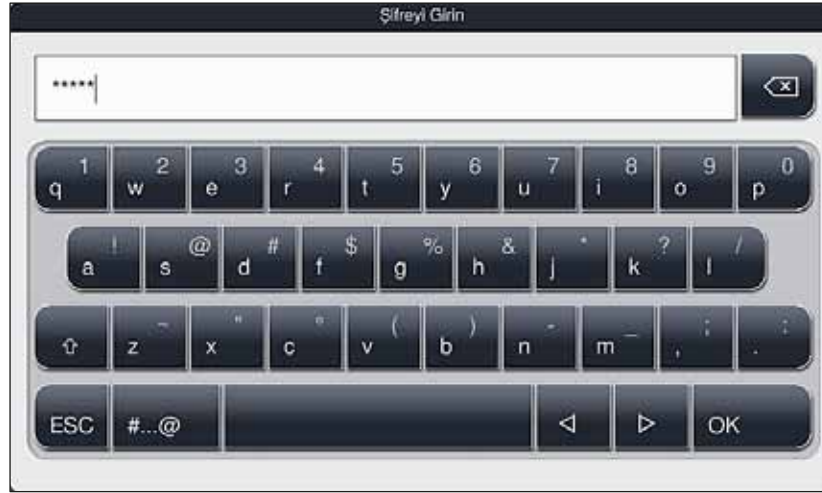 Şifreyi Girin
*****
1 2 3 4 5 6 7 8 9 0
q w e r t y u i o p
! @ # $ % & * ? /
a s d f g h j k l
~ " ° ( ) - _ ; :
z x c v b n m , .
ESC #...@ OK